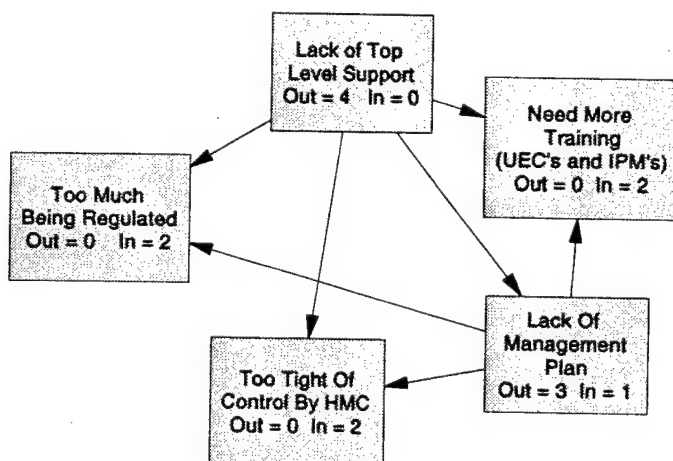 Lack of Top
Level Support
Out = 4 In = 0
Need More
Training
(UEC's and IPM's)
Out = 0 In = 2
Too Much
Being Regulated
Out = 0 In = 2
Lack Of
Management
Plan
Out = 3 In = 1
Too Tight Of
Control By HMC
Out = 0 In = 2